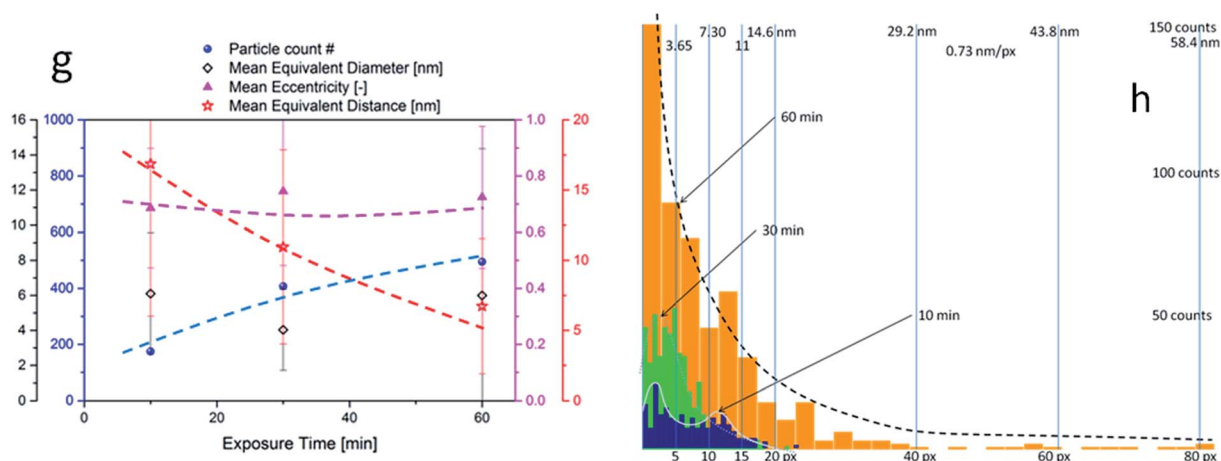 g
Particle count #
Mean Equivalent Diameter [nm]
Mean Eccentricity [-]
Mean Equivalent Distance [nm]
16 1000 1.0 20
14
12 800 0.8 15
10
600 0.6
8 10
6 400 0.4
4 5
200 0.2
2
0 0 0.0 0
0 20 40 60
Exposure Time [min]
h
3.65 7.30 11 14.6 nm 29.2 nm 43.8 nm 58.4 nm
0.73 nm/px
150 counts
60 min
100 counts
30 min
10 min
50 counts
5 10 15 20 px 40 px 60 px 80 px